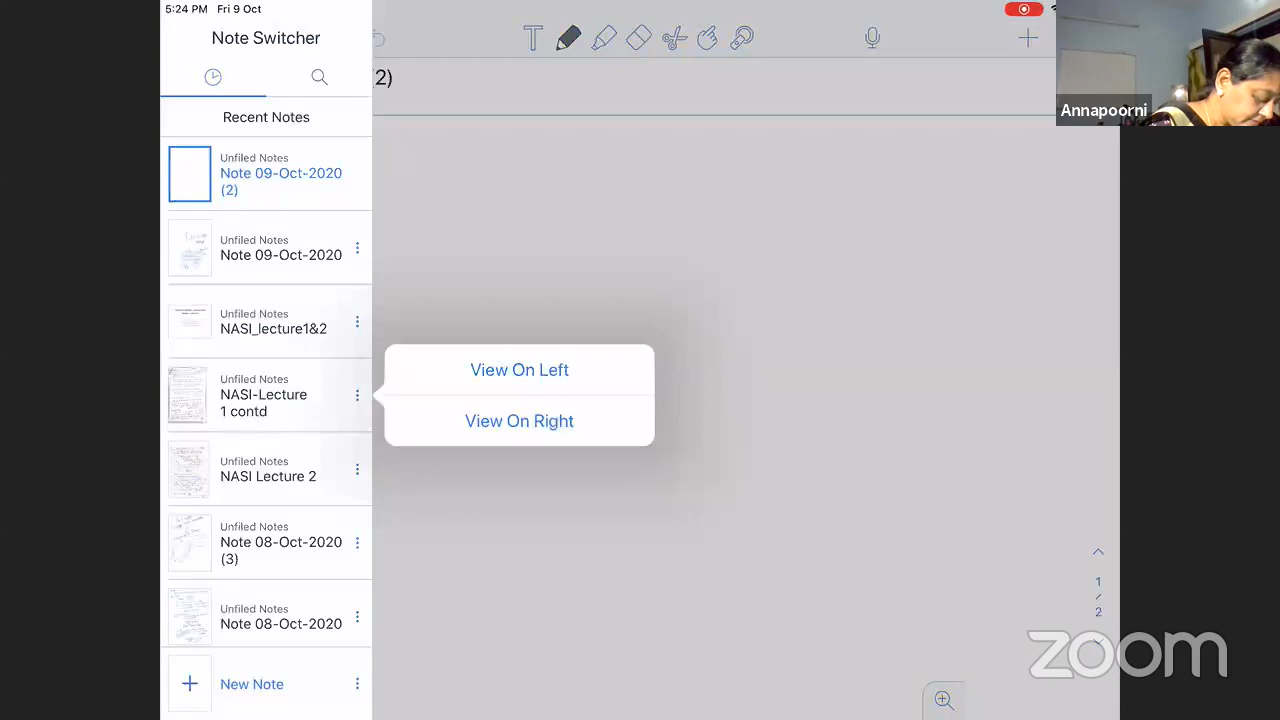 5:24 PM Fri 9 Oct
Note Switcher
(2)
Annapoorni
Recent Notes
Unfiled Notes
Note 09-Oct-2020
(2)
Unfiled Notes
Note 09-Oct-2020
Unfiled Notes
NASI_lecture1&2
Unfiled Notes
NASI-Lecture
1 contd
View On Left
View On Right
Unfiled Notes
NASI Lecture 2
Unfiled Notes
Note 08-Oct-2020
(3)
Unfiled Notes
Note 08-Oct-2020
New Note
1
/
2
zoom